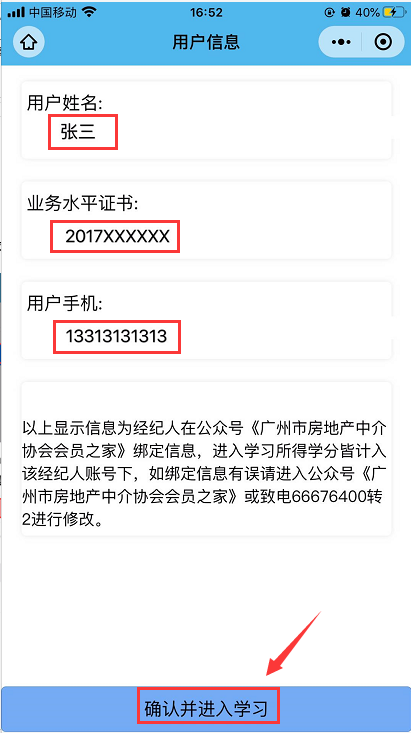 中国移动 16:52 40%
用户信息
用户姓名:
张三
业务水平证书:
2017XXXXXX
用户手机:
13313131313
以上显示信息为经纪人在公众号《广州市房地产中介
协会会员之家》绑定信息，进入学习所得学分皆计入
该经纪人账号下，如绑定信息有误请进入公众号《广
州市房地产中介协会会员之家》或致电66676400转
2进行修改。
确认并进入学习